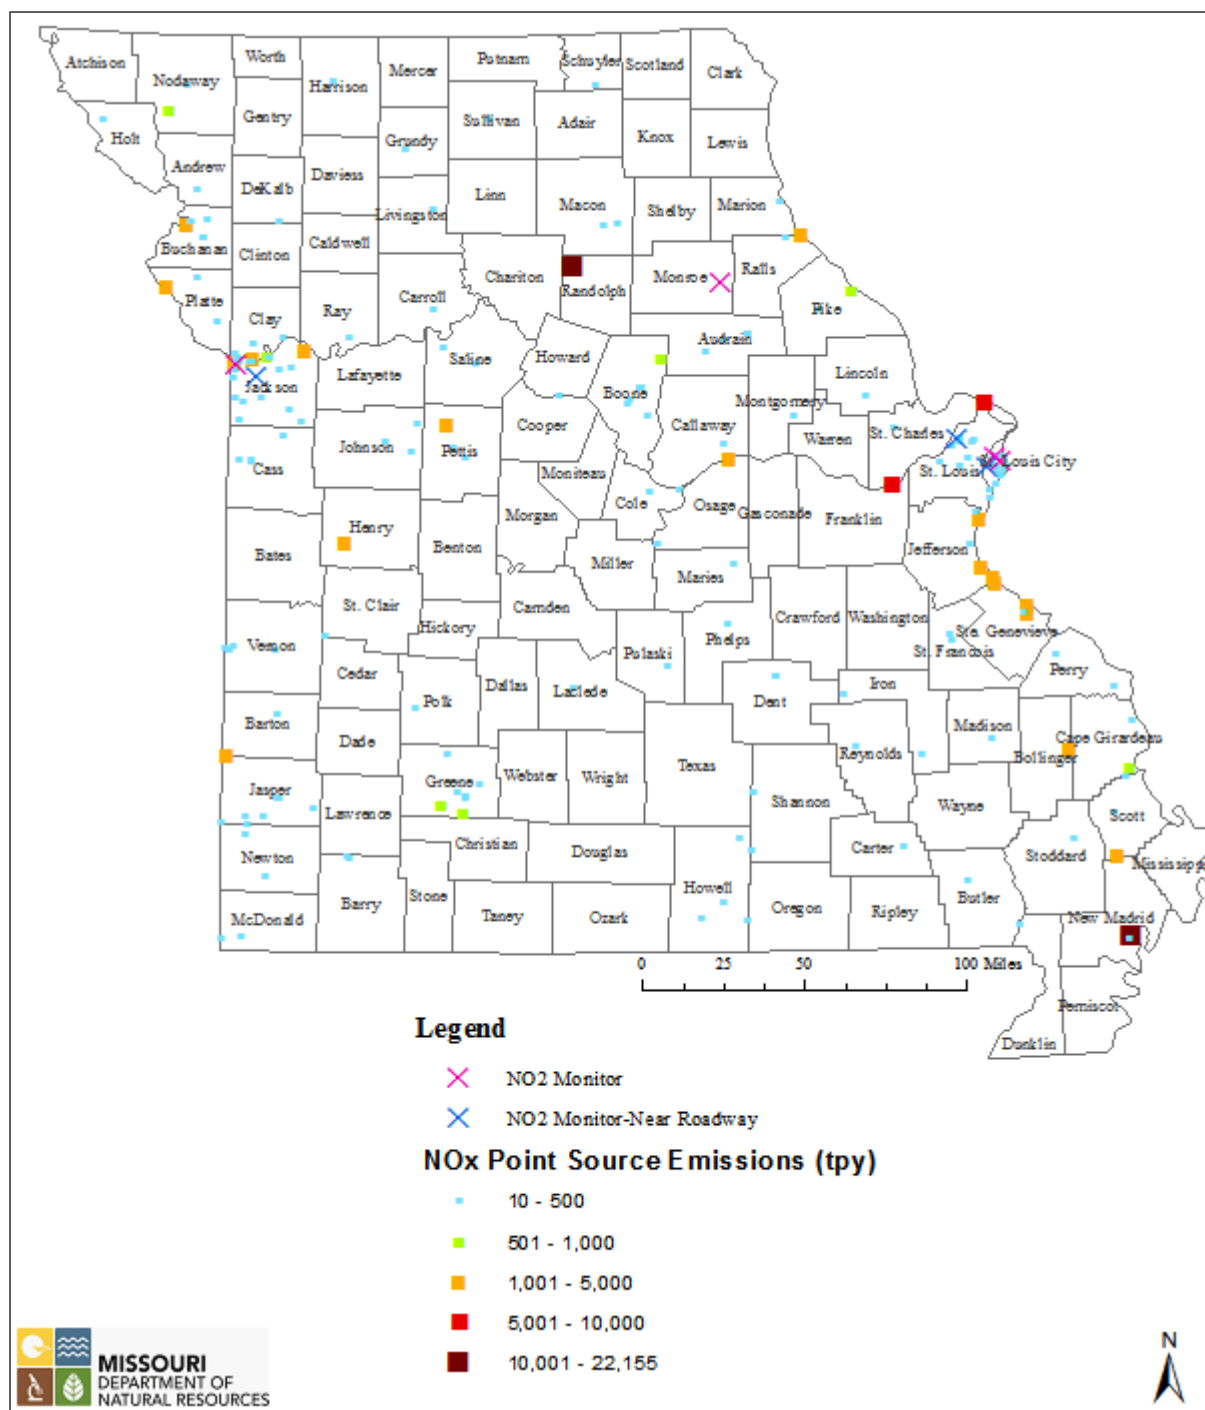 Atchison
Worth
Nodaway
Harrison
Mercer
Putnam
Schuyler
Scotland
Clark
Holt
Gentry
Sullivan
Adair
Knox
Lewis
Grundy
Andrew
DeKalb
Daviess
Linn
Macon
Shelby
Marion
Livingston
Buchanan
Clinton
Caldwell
Chariton
Randolph
Monroe
Ralls
Platte
Clay
Ray
Carroll
Pike
Audrain
Saline
Howard
Jackson
Lafayette
Boone
Lincoln
Montgomery
Callaway
Warren
St. Charles
Cooper
Johnson
Pettis
Cass
Moniteau
St. Louis
Louis City
Cole
Osage
Gasconade
Franklin
Morgan
Henry
Bates
Benton
Miller
Maries
Jefferson
St. Clair
Camden
Crawford
Washington
Hickory
Vernon
Pulaski
Phelps
Ste. Genevieve
St. Francois
Cedar
Dallas
Laclede
Dent
Iron
Perry
Polk
Barton
Dade
Madison
Cape Girardeau
Bollinger
Reynolds
Texas
Greene
Webster
Wright
Jasper
Lawrence
Shannon
Wayne
Scott
Christian
Douglas
Carter
Stoddard
Mississippi
Newton
Howell
Butler
Barry
Stone
Taney
Ozark
Oregon
Ripley
McDonald
New Madrid
Pemiscot
Dunklin
0 25 50 100 Miles
Legend
NO2 Monitor
NO2 Monitor-Near Roadway
NOx Point Source Emissions (tpy)
10 - 500
501 - 1,000
1,001 - 5,000
5,001 - 10,000
10,001 - 22,155
MISSOURI
DEPARTMENT OF
NATURAL RESOURCES
N